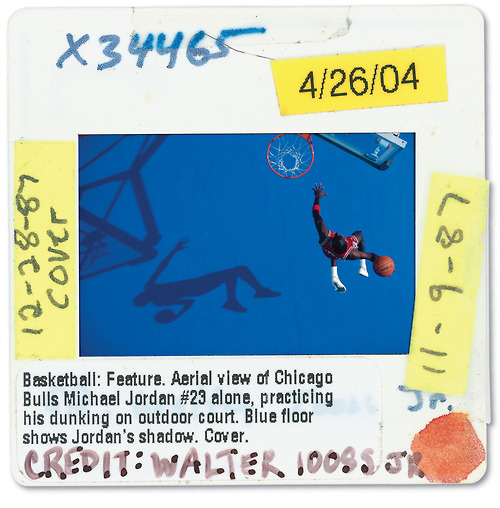 X34465
4/26/04
12-28-87
COVER
11-9-87
Basketball: Feature. Aerial view of Chicago
Bulls Michael Jordan #23 alone, practicing
his dunking on outdoor court. Blue floor
shows Jordan's shadow. Cover.
Jr.
CREDIT: WALTER IOOSS JR